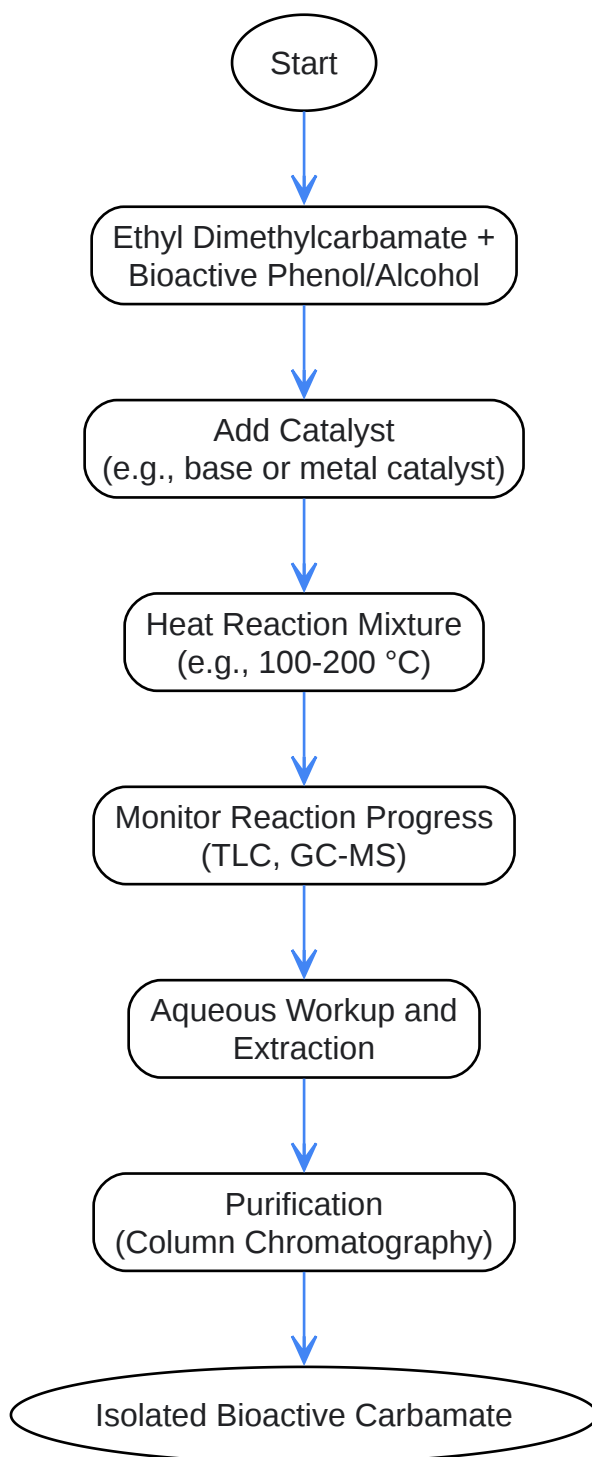 Start
Ethyl Dimethylcarbamate +
Bioactive Phenol/Alcohol
Add Catalyst
(e.g., base or metal catalyst)
Heat Reaction Mixture
(e.g., 100-200 °C)
Monitor Reaction Progress
(TLC, GC-MS)
Aqueous Workup and
Extraction
Purification
(Column Chromatography)
Isolated Bioactive Carbamate